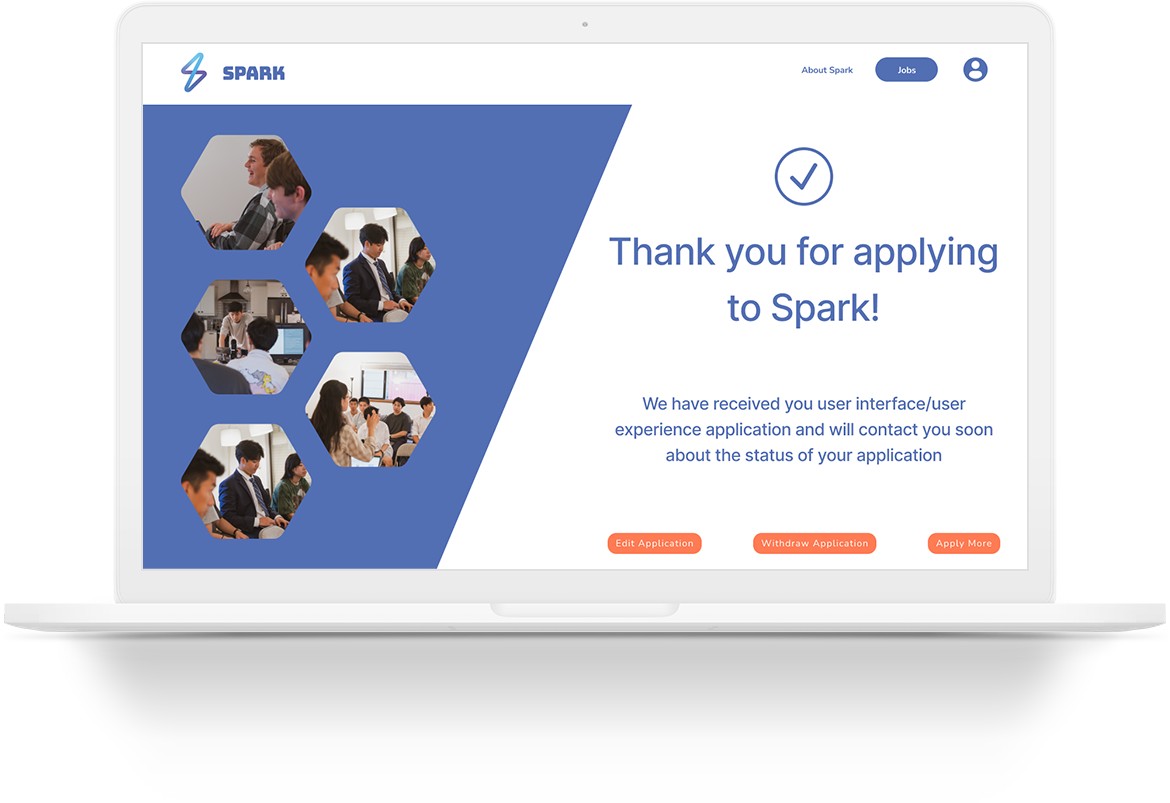 SPARK
About Spark
Jobs
Thank you for applying
to Spark!
We have received you user interface/user
experience application and will contact you soon
about the status of your application
Edit Application
Withdraw Application
Apply More